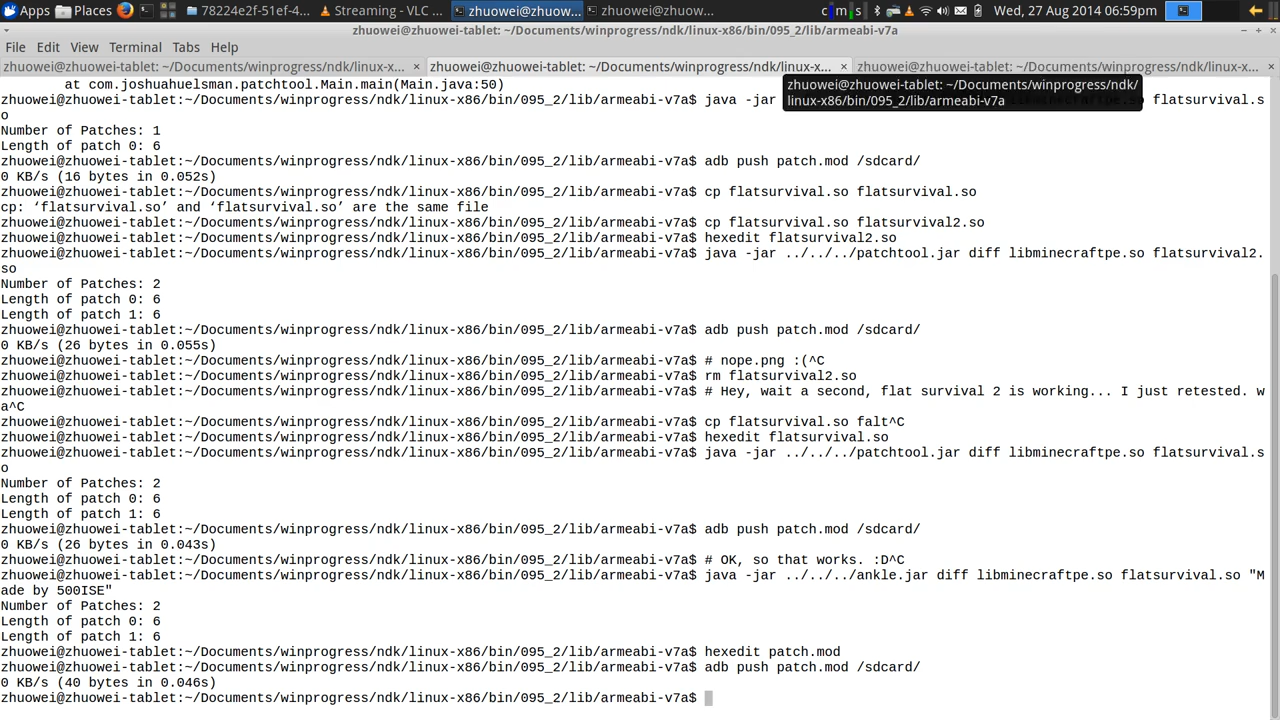 Apps Places 78224e2f-51ef-4... Streaming - VLC ... zhuowei@zhuow... zhuowei@zhuow... Wed, 27 Aug 2014 06:59pm
zhuowei@zhuowei-tablet: ~/Documents/winprogress/ndk/linux-x86/bin/095_2/lib/armeabi-v7a
File Edit View Terminal Tabs Help
zhuowei@zhuowei-tablet: ~/Documents/winprogress/ndk/linux-x... × zhuowei@zhuowei-tablet: ~/Documents/winprogress/ndk/linux-x... × zhuowei@zhuowei-tablet: ~/Documents/winprogress/ndk/linux-x... ×
at com.joshuahuelsman.patchtool.Main.main(Main.java:50)
zhuowei@zhuowei-tablet: ~/Documents/winprogress/ndk/
linux-x86/bin/095_2/lib/armeabi-v7a
zhuowei@zhuowei-tablet:~/Documents/winprogress/ndk/linux-x86/bin/095_2/lib/armeabi-v7a$ java -jar flatsurvival.s
o
Number of Patches: 1
Length of patch 0: 6
zhuowei@zhuowei-tablet:~/Documents/winprogress/ndk/linux-x86/bin/095_2/lib/armeabi-v7a$ adb push patch.mod /sdcard/
0 KB/s (16 bytes in 0.052s)
zhuowei@zhuowei-tablet:~/Documents/winprogress/ndk/linux-x86/bin/095_2/lib/armeabi-v7a$ cp flatsurvival.so flatsurvival.so
cp: ‘flatsurvival.so’ and ‘flatsurvival.so’ are the same file
zhuowei@zhuowei-tablet:~/Documents/winprogress/ndk/linux-x86/bin/095_2/lib/armeabi-v7a$ cp flatsurvival.so flatsurvival2.so
zhuowei@zhuowei-tablet:~/Documents/winprogress/ndk/linux-x86/bin/095_2/lib/armeabi-v7a$ hexedit flatsurvival2.so
zhuowei@zhuowei-tablet:~/Documents/winprogress/ndk/linux-x86/bin/095_2/lib/armeabi-v7a$ java -jar ../../../patchtool.jar diff libminecraftpe.so flatsurvival2.
so
Number of Patches: 2
Length of patch 0: 6
Length of patch 1: 6
zhuowei@zhuowei-tablet:~/Documents/winprogress/ndk/linux-x86/bin/095_2/lib/armeabi-v7a$ adb push patch.mod /sdcard/
0 KB/s (26 bytes in 0.055s)
zhuowei@zhuowei-tablet:~/Documents/winprogress/ndk/linux-x86/bin/095_2/lib/armeabi-v7a$ # nope.png :(^C
zhuowei@zhuowei-tablet:~/Documents/winprogress/ndk/linux-x86/bin/095_2/lib/armeabi-v7a$ rm flatsurvival2.so
zhuowei@zhuowei-tablet:~/Documents/winprogress/ndk/linux-x86/bin/095_2/lib/armeabi-v7a$ # Hey, wait a second, flat survival 2 is working... I just retested. w
a^C
zhuowei@zhuowei-tablet:~/Documents/winprogress/ndk/linux-x86/bin/095_2/lib/armeabi-v7a$ cp flatsurvival.so falt^C
zhuowei@zhuowei-tablet:~/Documents/winprogress/ndk/linux-x86/bin/095_2/lib/armeabi-v7a$ hexedit flatsurvival.so
zhuowei@zhuowei-tablet:~/Documents/winprogress/ndk/linux-x86/bin/095_2/lib/armeabi-v7a$ java -jar ../../../patchtool.jar diff libminecraftpe.so flatsurvival.s
o
Number of Patches: 2
Length of patch 0: 6
Length of patch 1: 6
zhuowei@zhuowei-tablet:~/Documents/winprogress/ndk/linux-x86/bin/095_2/lib/armeabi-v7a$ adb push patch.mod /sdcard/
0 KB/s (26 bytes in 0.043s)
zhuowei@zhuowei-tablet:~/Documents/winprogress/ndk/linux-x86/bin/095_2/lib/armeabi-v7a$ # OK, so that works. :D^C
zhuowei@zhuowei-tablet:~/Documents/winprogress/ndk/linux-x86/bin/095_2/lib/armeabi-v7a$ java -jar ../../../ankle.jar diff libminecraftpe.so flatsurvival.so "M
ade by 500ISE"
Number of Patches: 2
Length of patch 0: 6
Length of patch 1: 6
zhuowei@zhuowei-tablet:~/Documents/winprogress/ndk/linux-x86/bin/095_2/lib/armeabi-v7a$ hexedit patch.mod
zhuowei@zhuowei-tablet:~/Documents/winprogress/ndk/linux-x86/bin/095_2/lib/armeabi-v7a$ adb push patch.mod /sdcard/
0 KB/s (40 bytes in 0.046s)
zhuowei@zhuowei-tablet:~/Documents/winprogress/ndk/linux-x86/bin/095_2/lib/armeabi-v7a$